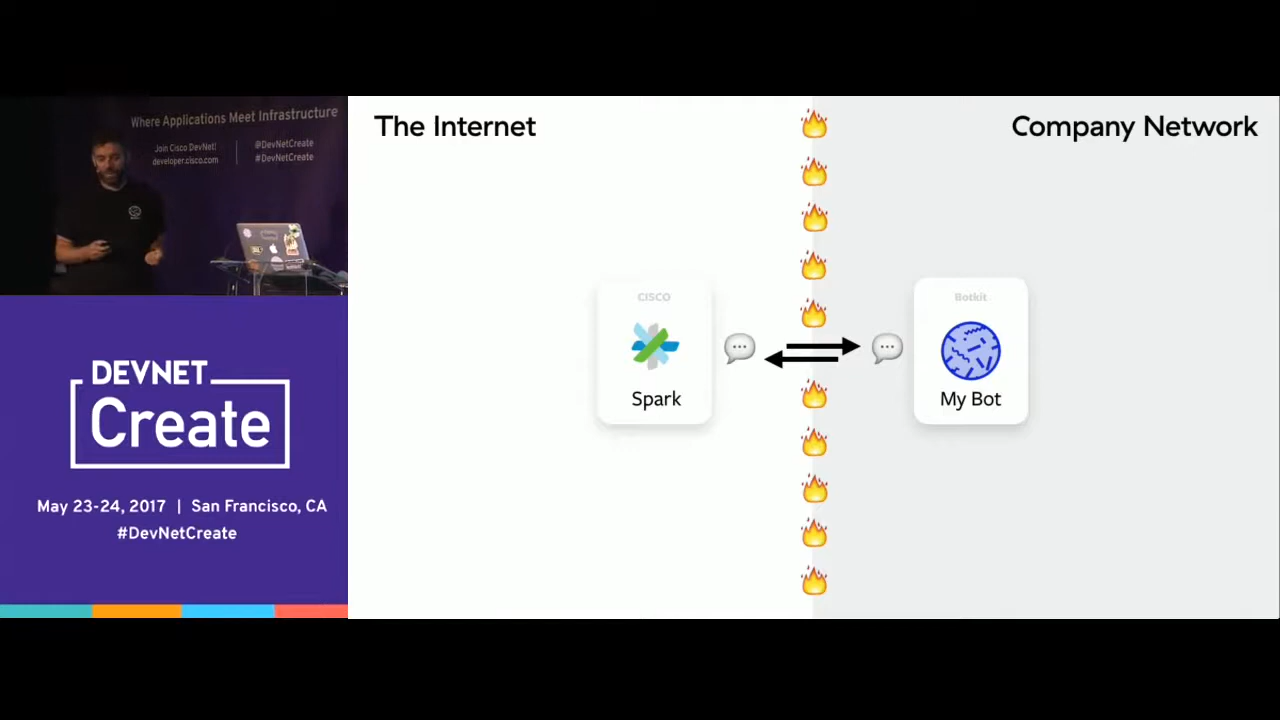 Where Applications Meet Infrastructure
Join Cisco DevNet!
developer.cisco.com
@DevNetCreate
#DevNetCreate
DEVNET
Create
May 23-24, 2017 | San Francisco, CA
#DevNetCreate
The Internet
Company Network
CISCO
Spark
Botkit
My Bot